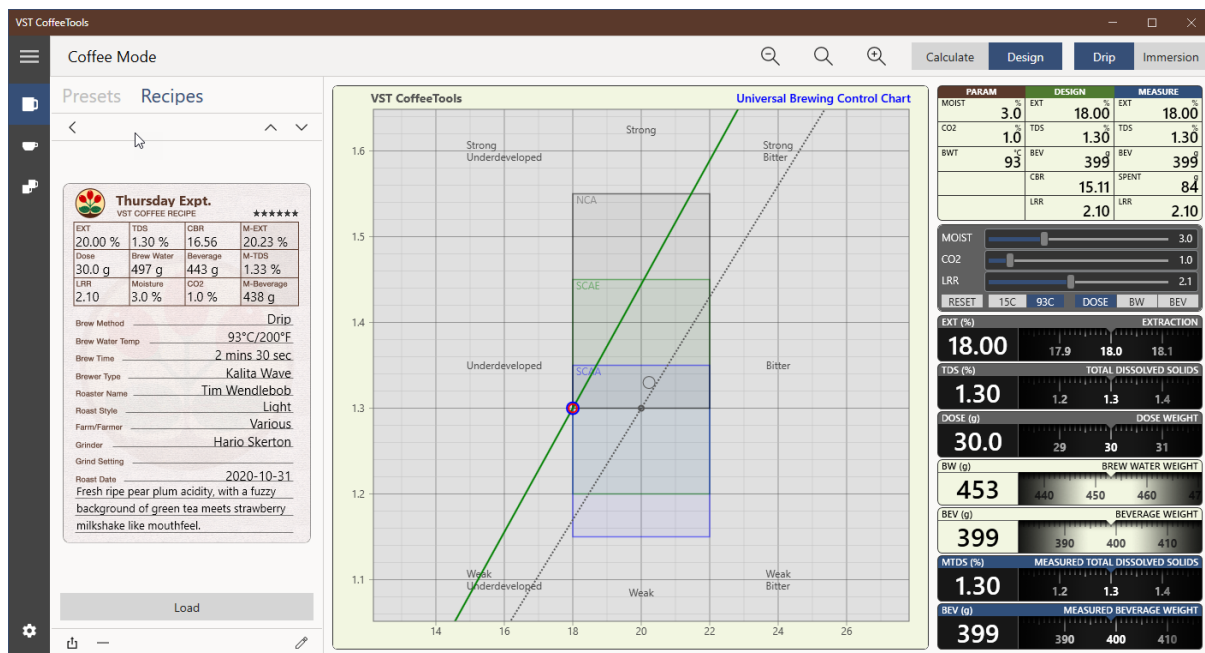 VST CoffeeTools
Coffee Mode
Calculate Design Drip Immersion
Presets Recipes
Thursday Expt.
VST COFFEE RECIPE
★★★★★★
EXT TDS CBR M-EXT
20.00 % 1.30 % 16.56 20.23 %
Dose Brew Water Beverage M-TDS
30.0 g 497 g 443 g 1.33 %
LRR Moisture CO2 M-Beverage
2.10 3.0 % 1.0 % 438 g
Brew Method Drip
Brew Water Temp 93°C/200°F
Brew Time 2 mins 30 sec
Brewer Type Kalita Wave
Roaster Name Tim Wendlebob
Roast Style Light
Farm/Farmer Various
Grinder Hario Skerton
Grind Setting
Roast Date 2020-10-31
Fresh ripe pear plum acidity, with a fuzzy
background of green tea meets strawberry
milkshake like mouthfeel.
Load
VST CoffeeTools Universal Brewing Control Chart
Strong
Strong
Underdeveloped
Strong
Bitter
1.6
NCA
1.5
SCAE
1.4
Underdeveloped
SCAA
Bitter
1.3
1.2
Weak
Underdeveloped
Weak
Weak
Bitter
1.1
14 16 18 20 22 24 26
PARAM DESIGN MEASURE
MOIST % 3.0 EXT % 18.00 EXT % 18.00
CO2 % 1.0 TDS % 1.30 TDS % 1.30
BWT °C 93 BEV g 399 BEV g 399
CBR 15.11 SPENT g 84
LRR 2.10 LRR 2.10
MOIST 3.0
CO2 1.0
LRR 2.1
RESET 15C 93C DOSE BW BEV
EXT (%) EXTRACTION
18.00 17.9 18.0 18.1
TDS (%) TOTAL DISSOLVED SOLIDS
1.30 1.2 1.3 1.4
DOSE (g) DOSE WEIGHT
30.0 29 30 31
BW (g) BREW WATER WEIGHT
453 440 450 460 47
BEV (g) BEVERAGE WEIGHT
399 390 400 410
MTDS (%) MEASURED TOTAL DISSOLVED SOLIDS
1.30 1.2 1.3 1.4
BEV (g) MEASURED BEVERAGE WEIGHT
399 390 400 410